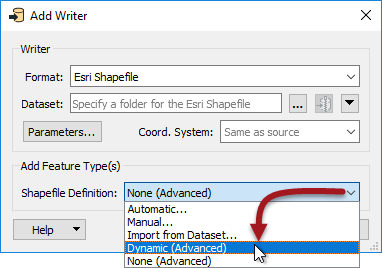 Add Writer
Writer
Format: Esri Shapefile
Dataset: Specify a folder for the Esri Shapefile ...
Parameters... Coord. System: Same as source
Add Feature Type(s)
Shapefile Definition: None (Advanced)
Automatic...
Manual...
Import from Dataset...
Dynamic (Advanced)
None (Advanced)
Help